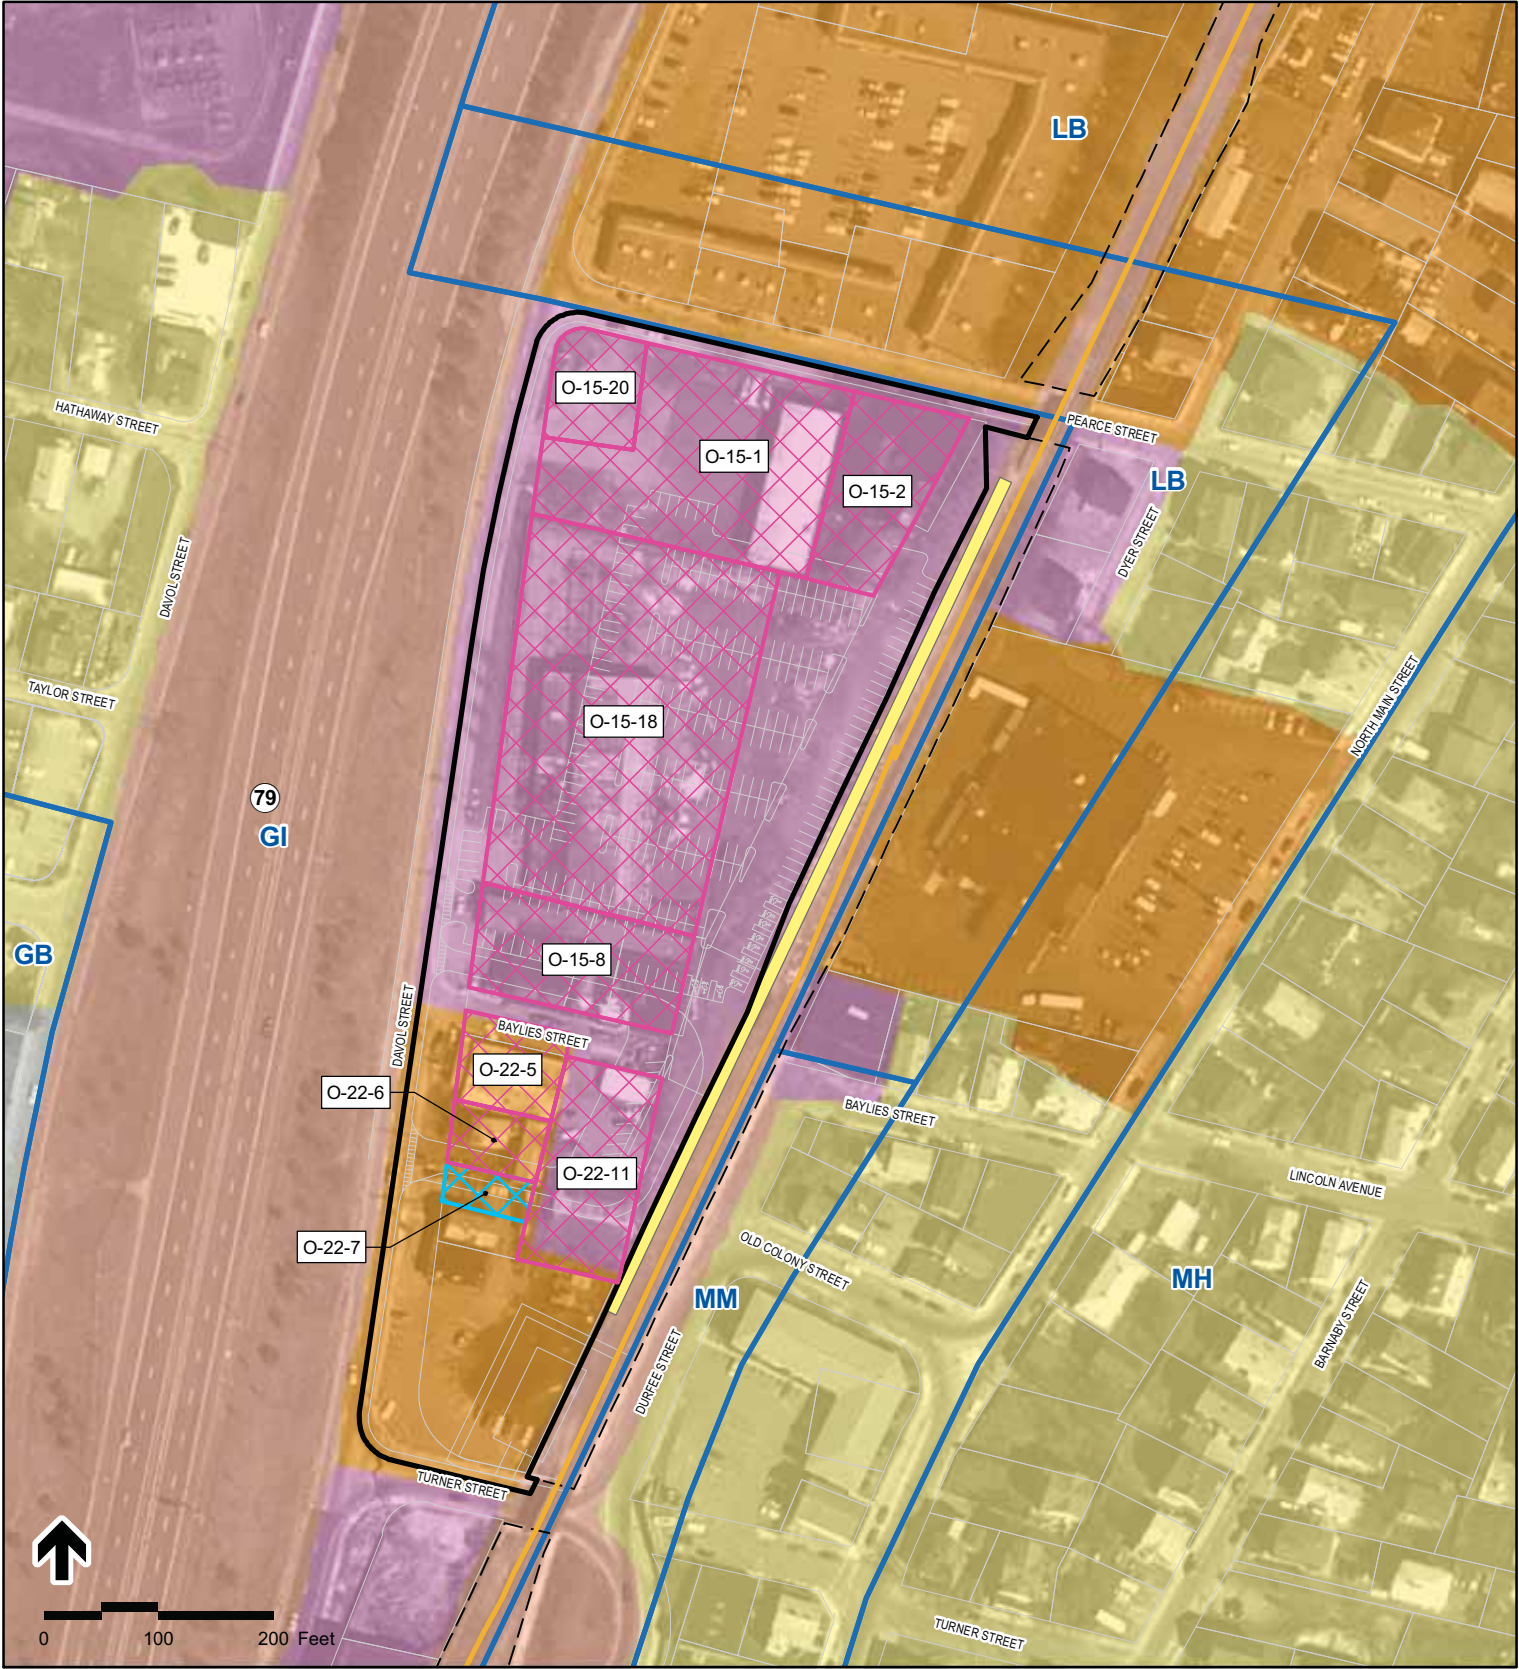 LB
O-15-20
HATHAWAY STREET
PEARCE STREET
O-15-1
LB
O-15-2
DYER STREET
DAVOL STREET
TAYLOR STREET
NORTH MAIN STREET
O-15-18
79
GI
GB
O-15-8
DAVOL STREET
BAYLIES STREET
O-22-5
O-22-6
BAYLIES STREET
O-22-11
LINCOLN AVENUE
O-22-7
OLD COLONY STREET
MH
MM
BARNABY STREET
DURFEE STREET
TURNER STREET
TURNER STREET
0 100 200 Feet